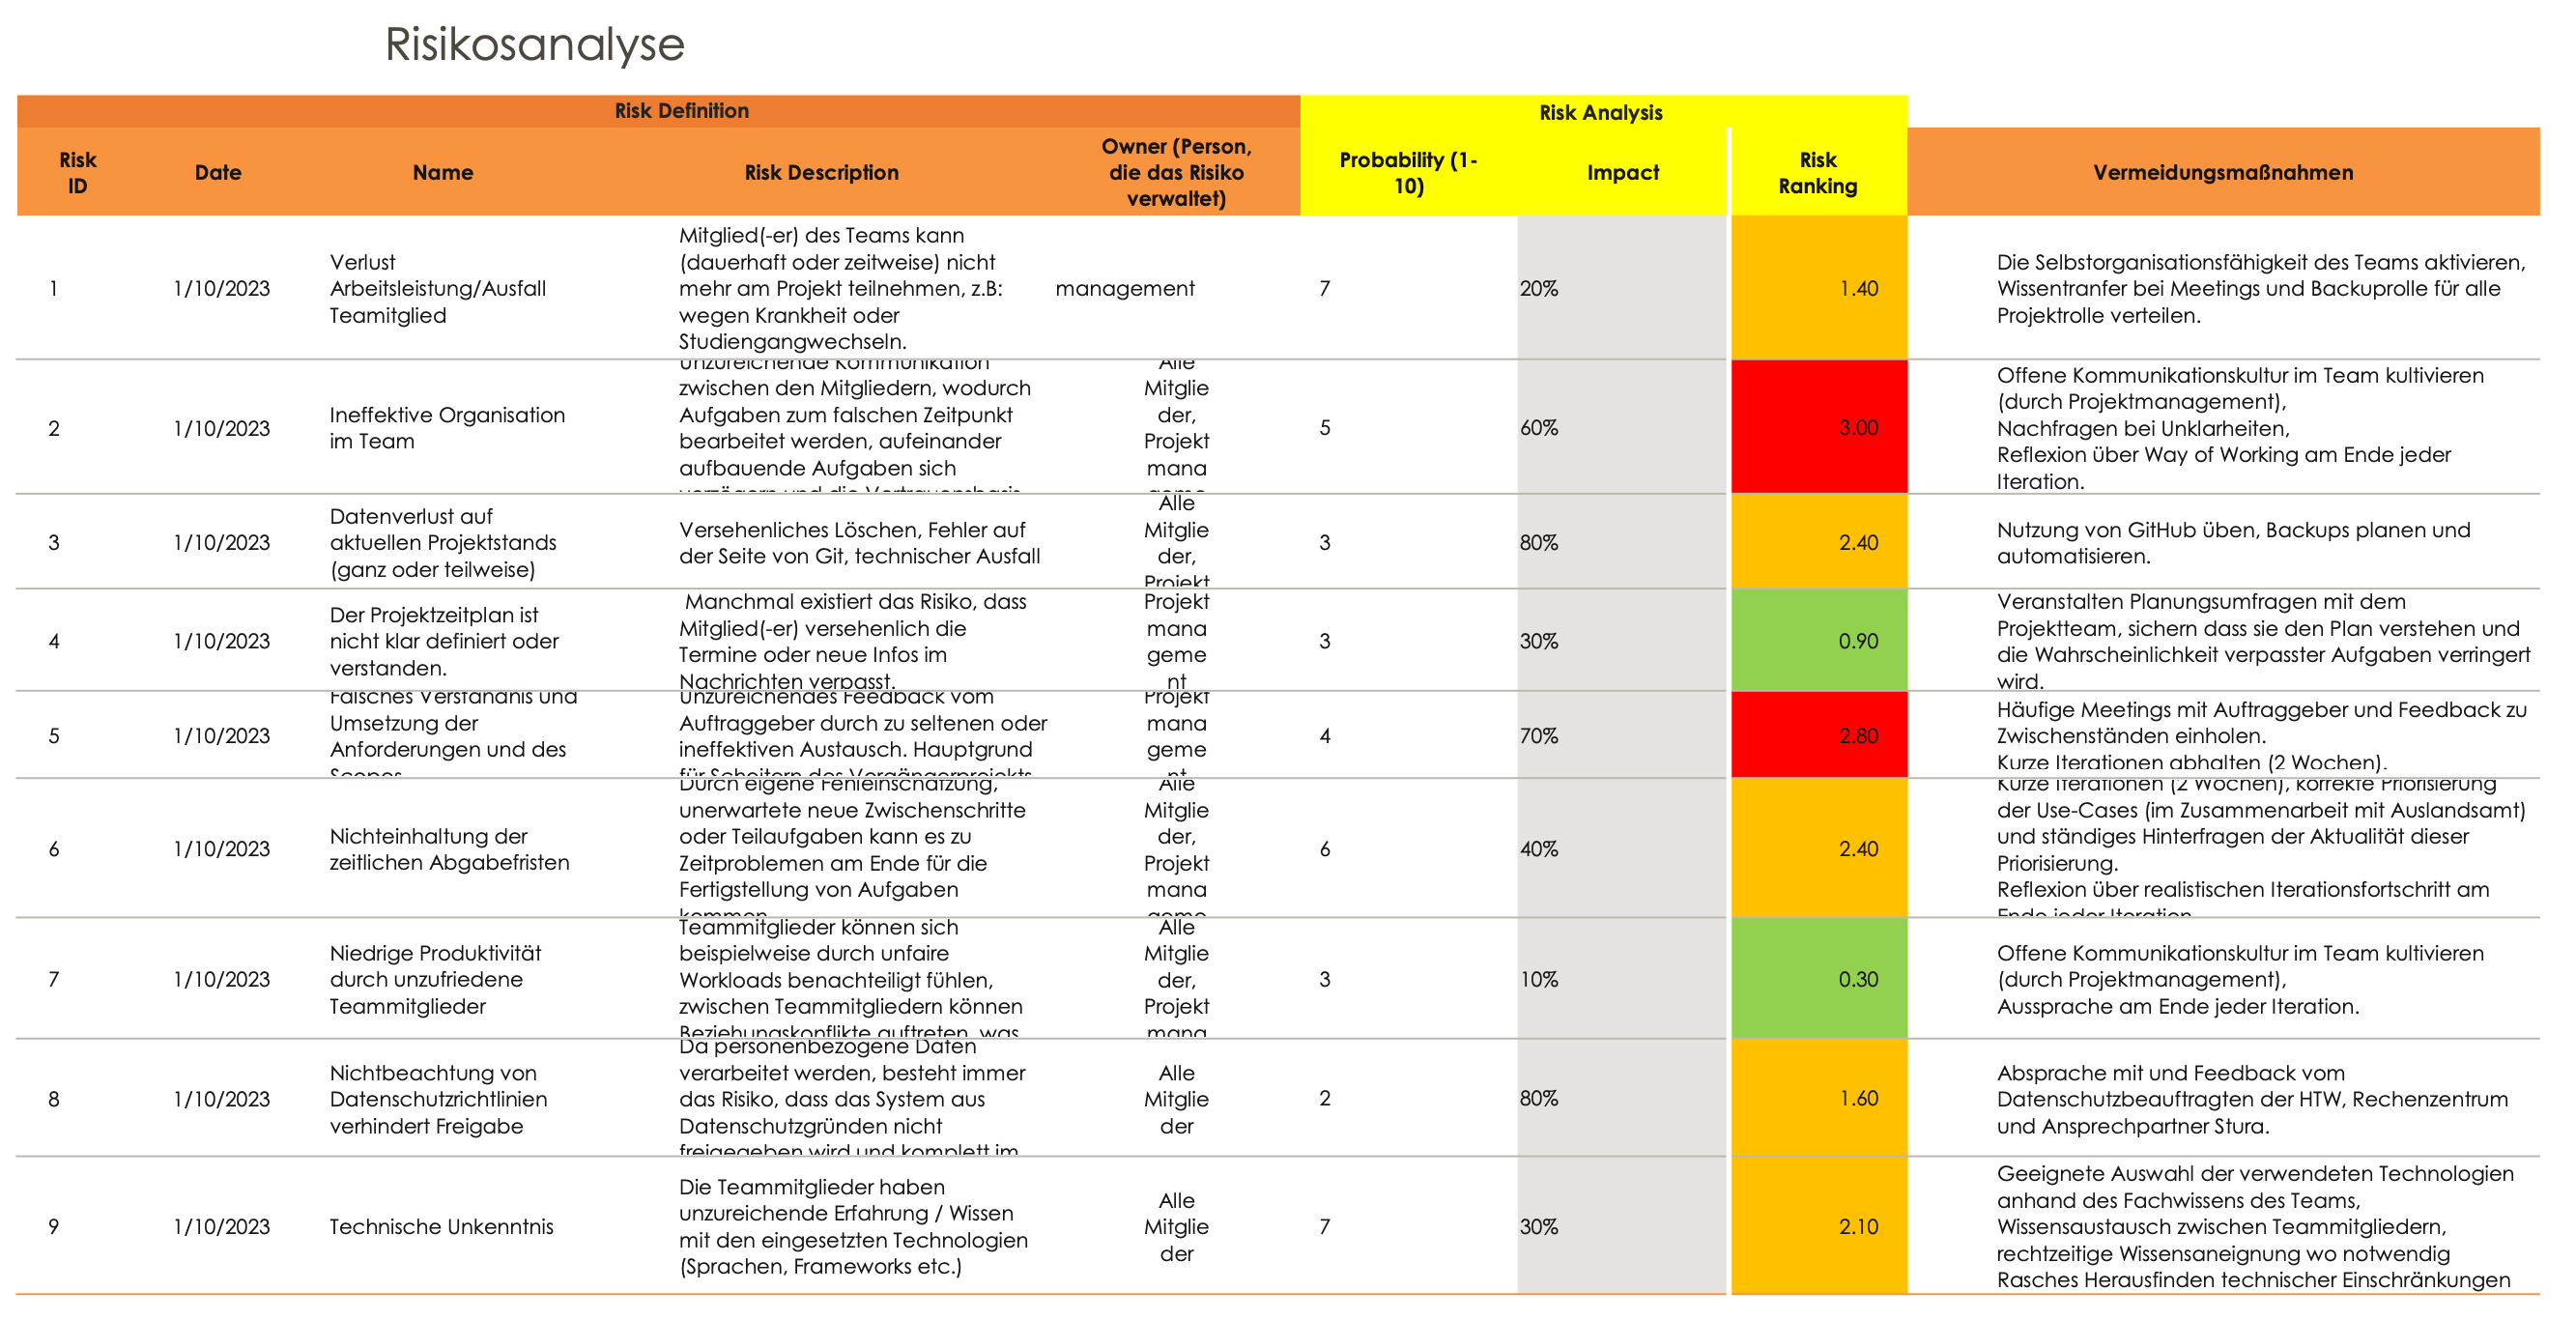 Risikosanalyse
Risk Definition
Risk Analysis
Risk
ID
Date
Name
Risk Description
Owner (Person,
die das Risiko
verwaltet)
Probability (1-
10)
Impact
Risk
Ranking
Vermeidungsmaßnahmen
1
1/10/2023
Verlust
Arbeitsleistung/Ausfall
Teamitglied
Mitglied(-er) des Teams kann
(dauerhaft oder zeitweise) nicht
mehr am Projekt teilnehmen, z.B:
wegen Krankheit oder
Studiengangwechseln.
management
7
20%
1.40
Die Selbstorganisationsfähigkeit des Teams aktivieren,
Wissentranfer bei Meetings und Backuprolle für alle
Projektrolle verteilen.
2
1/10/2023
Ineffektive Organisation
im Team
Unzureichende Kommunikation
zwischen den Mitgliedern, wodurch
Aufgaben zum falschen Zeitpunkt
bearbeitet werden, aufeinander
aufbauende Aufgaben sich
verzögern und die Vertrauensbasis
Alle
Mitglie
der,
Projekt
mana
geme
5
60%
3.00
Offene Kommunikationskultur im Team kultivieren
(durch Projektmanagement),
Nachfragen bei Unklarheiten,
Reflexion über Way of Working am Ende jeder
Iteration.
3
1/10/2023
Datenverlust auf
aktuellen Projektstands
(ganz oder teilweise)
Versehenliches Löschen, Fehler auf
der Seite von Git, technischer Ausfall
Alle
Mitglie
der,
Projekt
3
80%
2.40
Nutzung von GitHub üben, Backups planen und
automatisieren.
4
1/10/2023
Der Projektzeitplan ist
nicht klar definiert oder
verstanden.
Manchmal existiert das Risiko, dass
Mitglied(-er) versehenlich die
Termine oder neue Infos im
Nachrichten verpasst.
Projekt
mana
geme
nt
3
30%
0.90
Veranstalten Planungsumfragen mit dem
Projektteam, sichern dass sie den Plan verstehen und
die Wahrscheinlichkeit verpasster Aufgaben verringert
wird.
5
1/10/2023
Falsches Verständnis und
Umsetzung der
Anforderungen und des
Scopes
Unzureichendes Feedback vom
Auftraggeber durch zu seltenen oder
ineffektiven Austausch. Hauptgrund
für Scheitern des Vorgängerprojekts
Projekt
mana
geme
nt
4
70%
2.80
Häufige Meetings mit Auftraggeber und Feedback zu
Zwischenständen einholen.
Kurze Iterationen abhalten (2 Wochen).
6
1/10/2023
Nichteinhaltung der
zeitlichen Abgabefristen
Durch eigene Fehleinschätzung,
unerwartete neue Zwischenschritte
oder Teilaufgaben kann es zu
Zeitproblemen am Ende für die
Fertigstellung von Aufgaben
kommen
Alle
Mitglie
der,
Projekt
mana
geme
6
40%
2.40
Kurze Iterationen (2 Wochen), korrekte Priorisierung
der Use-Cases (im Zusammenarbeit mit Auslandsamt)
und ständiges Hinterfragen der Aktualität dieser
Priorisierung.
Reflexion über realistischen Iterationsfortschritt am
Ende jeder Iteration
7
1/10/2023
Niedrige Produktivität
durch unzufriedene
Teammitglieder
Teammitglieder können sich
beispielweise durch unfaire
Workloads benachteiligt fühlen,
zwischen Teammitgliedern können
Beziehungskonflikte auftreten, was
Alle
Mitglie
der,
Projekt
mana
3
10%
0.30
Offene Kommunikationskultur im Team kultivieren
(durch Projektmanagement),
Aussprache am Ende jeder Iteration.
8
1/10/2023
Nichtbeachtung von
Datenschutzrichtlinien
verhindert Freigabe
Da personenbezogene Daten
verarbeitet werden, besteht immer
das Risiko, dass das System aus
Datenschutzgründen nicht
freigegeben wird und komplett im
Alle
Mitglie
der
2
80%
1.60
Absprache mit und Feedback vom
Datenschutzbeauftragten der HTW, Rechenzentrum
und Ansprechpartner Stura.
9
1/10/2023
Technische Unkenntnis
Die Teammitglieder haben
unzureichende Erfahrung / Wissen
mit den eingesetzten Technologien
(Sprachen, Frameworks etc.)
Alle
Mitglie
der
7
30%
2.10
Geeignete Auswahl der verwendeten Technologien
anhand des Fachwissens des Teams,
Wissensaustausch zwischen Teammitgliedern,
rechtzeitige Wissensaneignung wo notwendig
Rasches Herausfinden technischer Einschränkungen